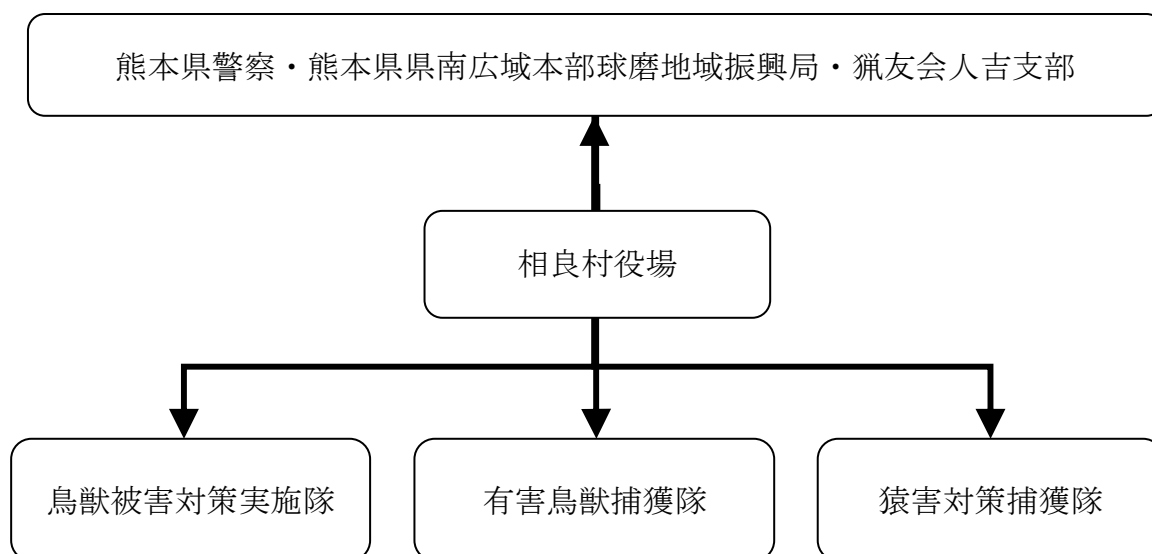 熊本県警察・熊本県県南広域本部球磨地域振興局・猟友会人吉支部
相良村役場
鳥獣被害対策実施隊
有害鳥獣捕獲隊
猿害対策捕獲隊